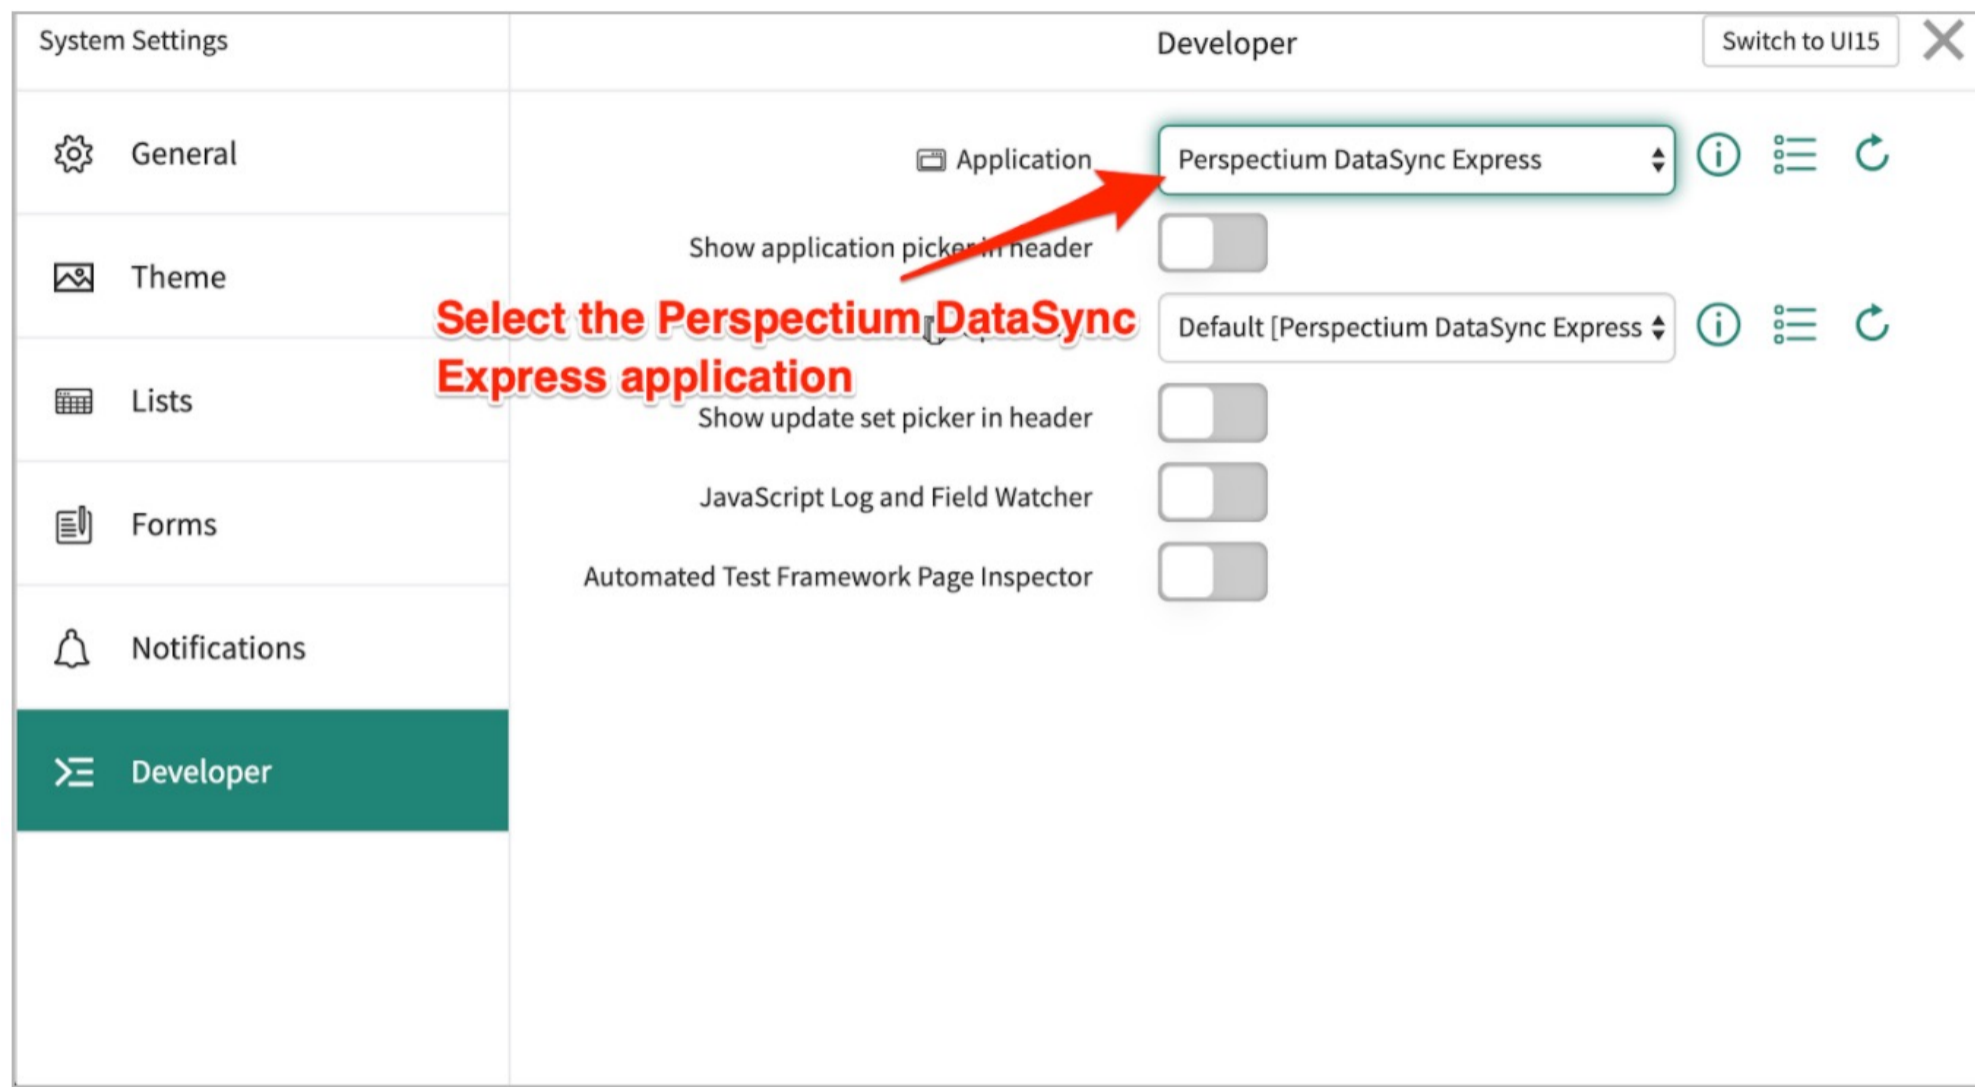 System Settings
Developer
Switch to UI15
General
Theme
Lists
Forms
Notifications
Developer
Application
Perspectium DataSync Express
Show application picker in header
Select the Perspectium DataSync
Express application
Default [Perspectium DataSync Express
Show update set picker in header
JavaScript Log and Field Watcher
Automated Test Framework Page Inspector